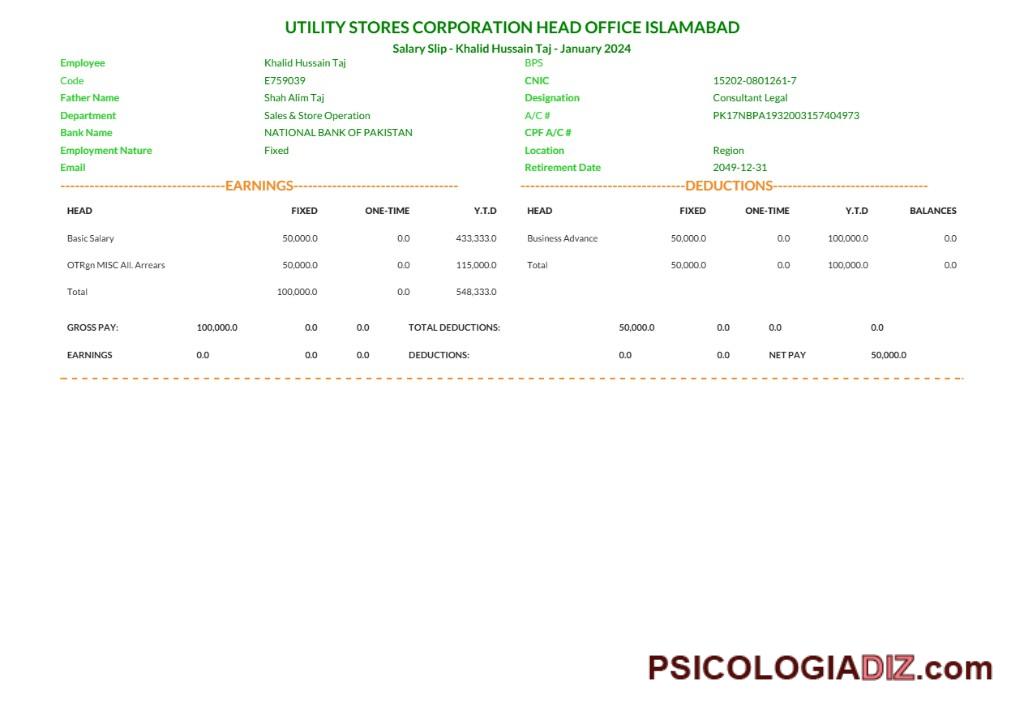 UTILITY STORES CORPORATION HEAD OFFICE ISLAMABAD
Salary Slip - Khalid Hussain Taj - January 2024
Employee Khalid Hussain Taj BPS
Code E759039 CNIC 15202-0801261-7
Father Name Shah Alim Taj Designation Consultant Legal
Department Sales & Store Operation A/C # PK17NBPA1932003157404973
Bank Name NATIONAL BANK OF PAKISTAN CPF A/C #
Employment Nature Fixed Location Region
Email Retirement Date 2049-12-31
EARNINGS DEDUCTIONS
HEAD FIXED ONE-TIME Y.T.D HEAD FIXED ONE-TIME Y.T.D BALANCES
Basic Salary 50,000.0 0.0 433,333.0 Business Advance 50,000.0 0.0 100,000.0 0.0
OTRgn MISC All. Arrears 50,000.0 0.0 115,000.0 Total 50,000.0 0.0 100,000.0 0.0
Total 100,000.0 0.0 548,333.0
GROSS PAY: 100,000.0 0.0 0.0 TOTAL DEDUCTIONS: 50,000.0 0.0 0.0 0.0
EARNINGS 0.0 0.0 0.0 DEDUCTIONS: 0.0 0.0 NET PAY 50,000.0
PSICOLOGIADIZ.com